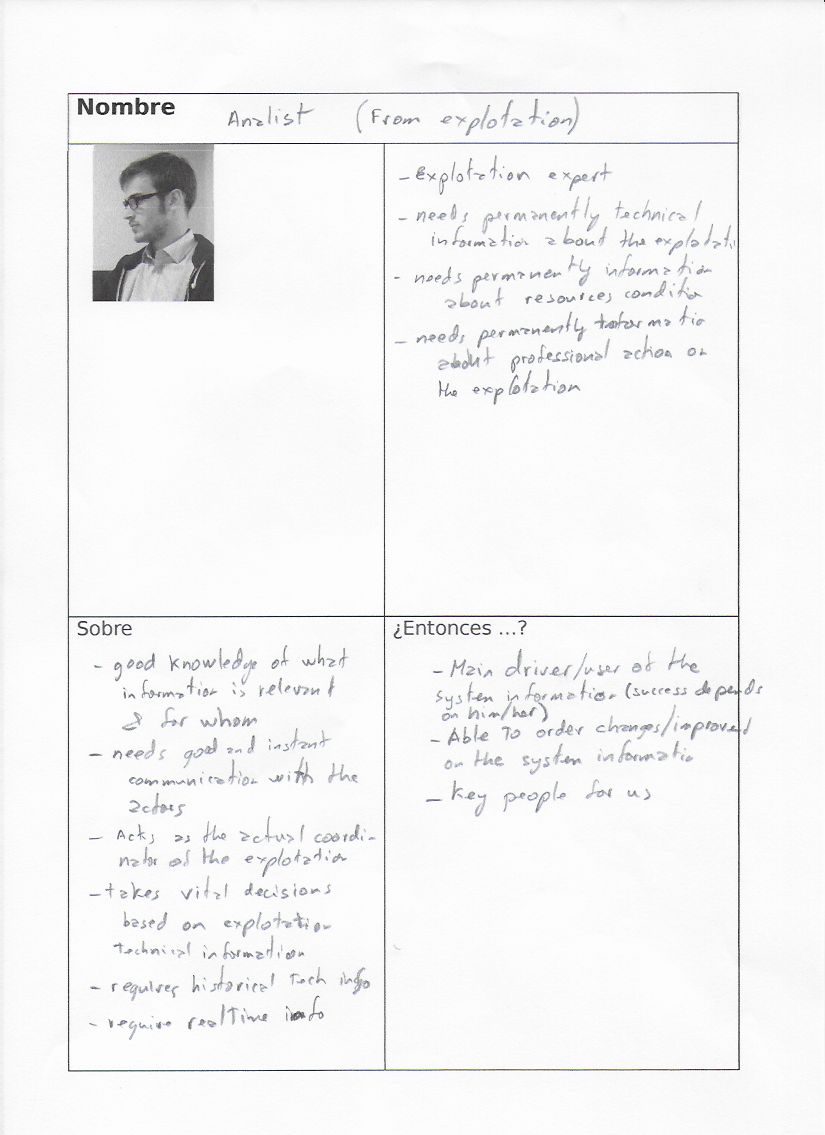 Nombre Analist (From explotation)
- Explotation expert
- needs permanently technical
information about the explotati
- needs permanently information
about resources conditio
- needs permanently informatio
about professional action on
the explotation
Sobre
- good knowledge of what
information is relevant
& for whom
- needs good and instant
communication with the
actors
- Acts as the actual coordi-
nator of the explotation
- takes vital decisions
based on explotation
technical information
- requires historical tech info
- require realtime info
¿Entonces ...?
- Main driver/user of the
system information (success depends
on him/her)
- Able to order changes/improved
on the system informatio
- Key people for us